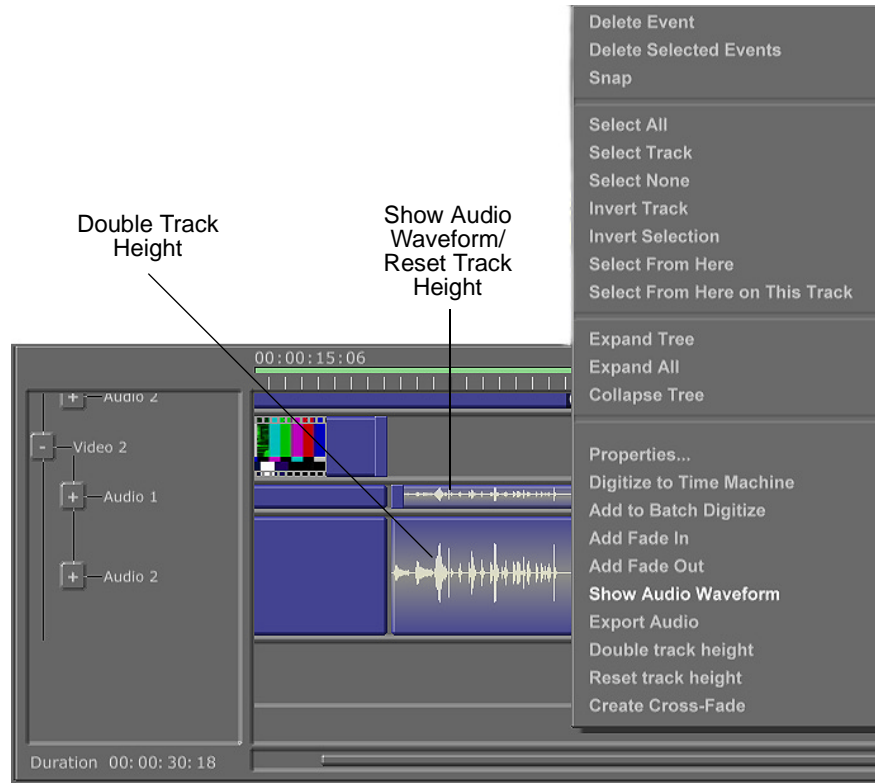 Delete Event
Delete Selected Events
Snap
Select All
Select Track
Select None
Invert Track
Invert Selection
Select From Here
Select From Here on This Track
Expand Tree
Expand All
Collapse Tree
Properties...
Digitize to Time Machine
Add to Batch Digitize
Add Fade In
Add Fade Out
Show Audio Waveform
Export Audio
Double track height
Reset track height
Create Cross-Fade
Double Track
Height
Show Audio
Waveform/
Reset Track
Height
00:00:15:06
Audio 2
Video 2
Audio 1
Audio 2
Duration 00:00:30:18